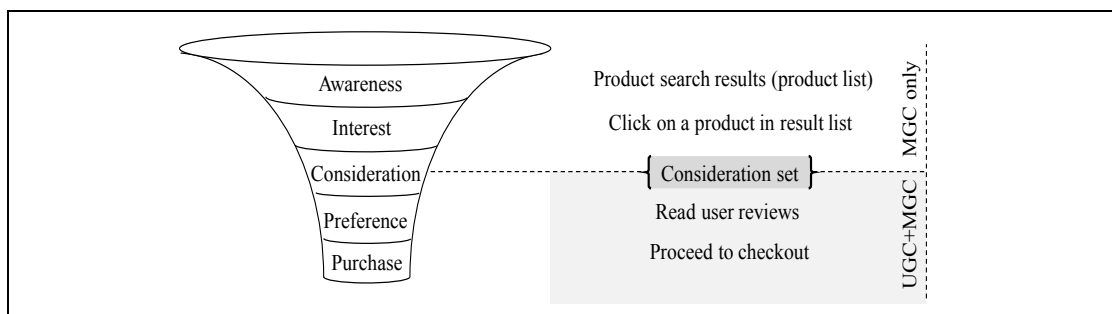 Awareness
Interest
Consideration
Preference
Purchase
Product search results (product list)
Click on a product in result list
Consideration set
Read user reviews
Proceed to checkout
MGC only
UGC+MGC